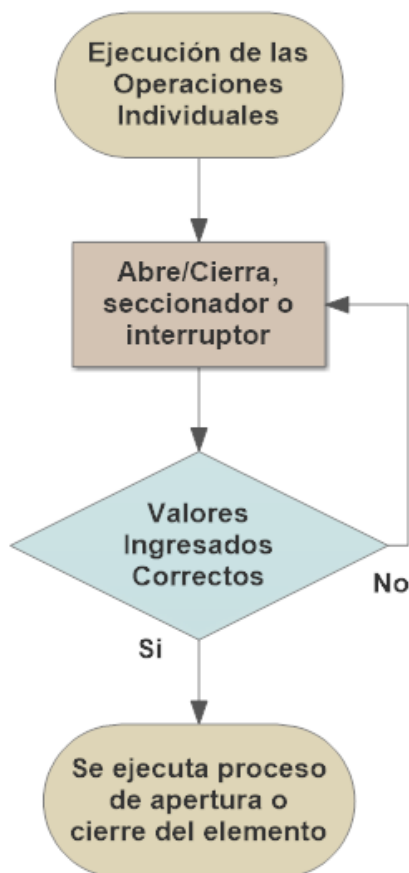 Ejecución de las
Operaciones
Individuales
Abre/Cierra,
seccionador o
interruptor
Valores
Ingresados
Correctos
No
Si
Se ejecuta proceso
de apertura o
cierre del elemento